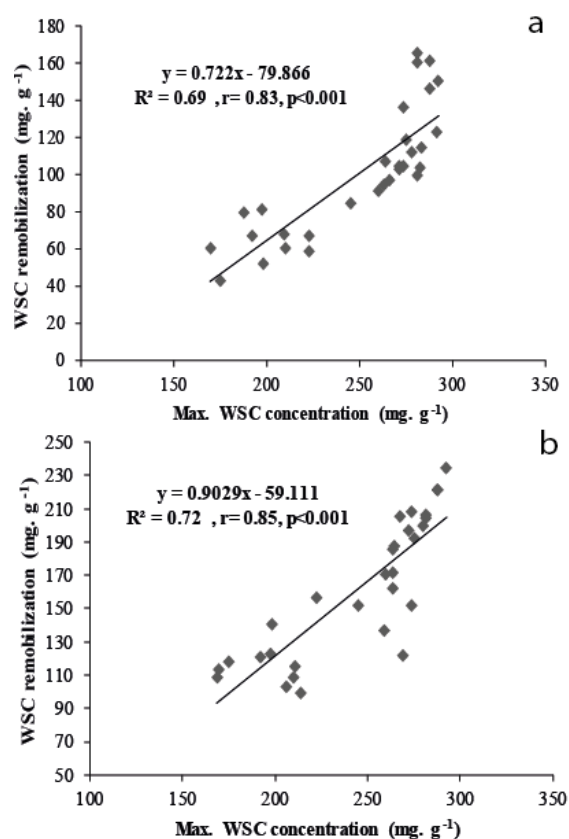 a
y = 0.722x - 79.866
R² = 0.69 , r= 0.83, p<0.001
WSC remobilization (mg. g⁻¹)
180
160
140
120
100
80
60
40
20
0
100 150 200 250 300 350
Max. WSC concentration (mg. g⁻¹)
b
y = 0.9029x - 59.111
R² = 0.72 , r= 0.85, p<0.001
WSC remobilization (mg. g⁻¹)
250
230
210
190
170
150
130
110
90
70
50
100 150 200 250 300 350
Max. WSC concentration (mg. g⁻¹)